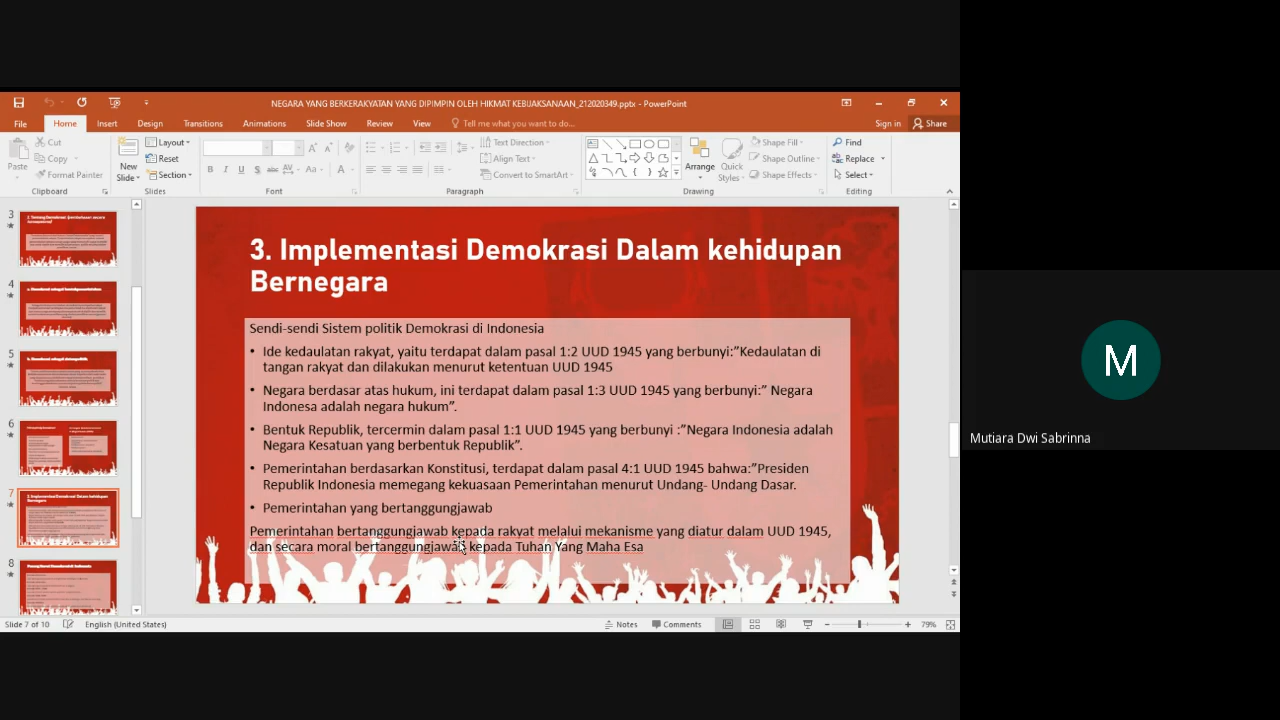 NEGARA YANG BERKERAKYATAN YANG DIPIMPIN OLEH HIKMAT KEBIJAKSANAAN_212020349.pptx - PowerPoint
File Home Insert Design Transitions Animations Slide Show Review View Tell me what you want to do... Sign in Share
Paste
Cut
Copy
Format Painter
Clipboard
New
Slide
Layout
Reset
Section
Slides
Font
Text Direction
Align Text
Convert to SmartArt
Paragraph
Arrange
Quick
Styles
Shape Fill
Shape Outline
Shape Effects
Drawing
Find
Replace
Select
Editing
3
4
5
6
7
8
3. Implementasi Demokrasi Dalam kehidupan
Bernegara
Sendi-sendi Sistem politik Demokrasi di Indonesia
• Ide kedaulatan rakyat, yaitu terdapat dalam pasal 1:2 UUD 1945 yang berbunyi:”Kedaulatan di
tangan rakyat dan dilakukan menurut ketentuan UUD 1945
• Negara berdasar atas hukum, ini terdapat dalam pasal 1:3 UUD 1945 yang berbunyi:” Negara
Indonesa adalah negara hukum”.
• Bentuk Republik, tercermin dalam pasal 1:1 UUD 1945 yang berbunyi :”Negara Indonesia adalah
Negara Kesatuan yang berbentuk Republik”.
• Pemerintahan berdasarkan Konstitusi, terdapat dalam pasal 4:1 UUD 1945 bahwa:”Presiden
Republik Indonesia memegang kekuasaan Pemerintahan menurut Undang- Undang Dasar.
• Pemerintahan yang bertanggungjawab
Pemerintahan bertanggungjawab kepada rakyat melalui mekanisme yang diatur dalam UUD 1945,
dan secara moral bertanggungjawab kepada Tuhan Yang Maha Esa
Slide 7 of 10 English (United States) Notes Comments 79%
M
Mutiara Dwi Sabrinna